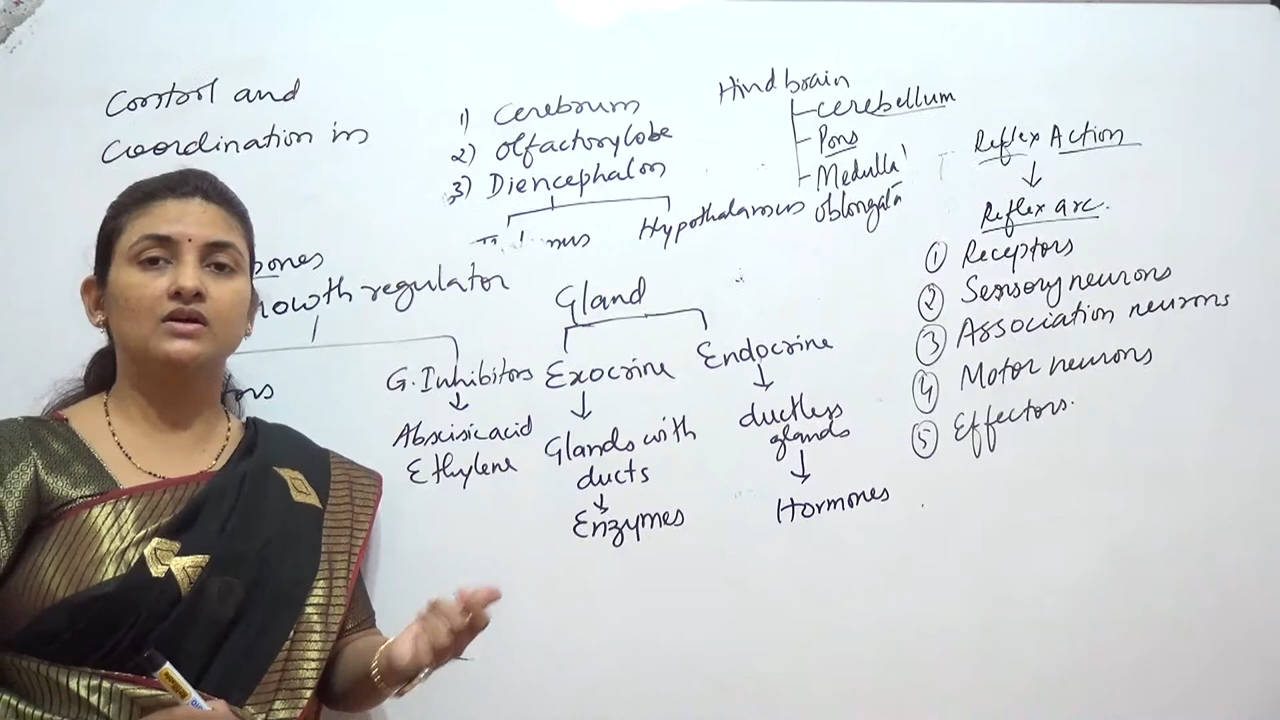 Control and
Coordination in
1) Cerebrum
2) Olfactory lobe
3) Diencephalon
Hypothalamus
Hind brain
cerebellum
Pons
Medulla
oblongata
Reflex Action
Reflex arc.
① Receptors
② Sensory neurons
③ Association neurons
④ Motor neurons
⑤ Effectors.
regulator
G. Inhibitors
Abscisic acid
Ethylene
Gland
Exocrine
Glands with
ducts
Enzymes
Endocrine
ductless
glands
Hormones